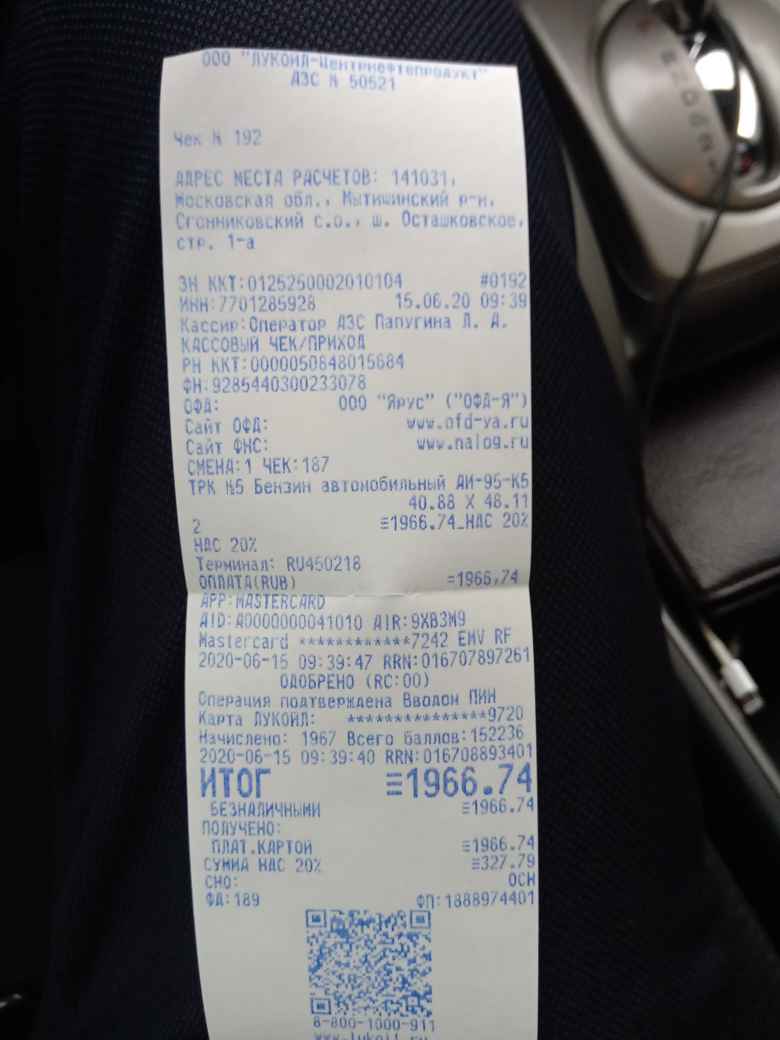 ООО "ЛУКОЙЛ-Центрнефтепродукт"
АЗС N 50521
Чек N 192
АДРЕС МЕСТА РАСЧЕТОВ: 141031,
Московская обл., Мытищинский р-н,
Сгонниковский с.о., ш. Осташковское,
стр. 1-а
ЗН ККТ:0125250002010104 #0192
ИНН:7701285928 15.06.20 09:39
Кассир:Оператор АЗС Папугина Л. А.
КАССОВЫЙ ЧЕК/ПРИХОД
РН ККТ:0000050848015684
ФН:9285440300233078
ОФД: ООО "Ярус" ("ОФД-Я")
Сайт ОФД: www.ofd-ya.ru
Сайт ФНС: www.nalog.ru
СМЕНА:1 ЧЕК:187
ТРК №5 Бензин автомобильный АИ-95-К5
40.88 X 48.11
2 ≡1966.74_НДС 20%
НДС 20%
Терминал: RU450218
ОПЛАТА(RUB) =1966,74
APP:MASTERCARD
AID:A0000000041010 AIR:9XB3M9
Mastercard ************7242 EMV RF
2020-06-15 09:39:47 RRN:016707897261
ОДОБРЕНО (RC:00)
Операция подтверждена Вводом ПИН
Карта ЛУКОЙЛ: ***************9720
Начислено: 1967 Всего баллов:152236
2020-06-15 09:39:40 RRN:016708893401
ИТОГ ≡1966.74
БЕЗНАЛИЧНЫМИ ≡1966.74
ПОЛУЧЕНО:
ПЛАТ.КАРТОЙ ≡1966.74
СУММА НДС 20% ≡327.79
СНО: ОСН
ФД:189 ФП:1888974401
8-800-1000-911
www.lukoil.ru